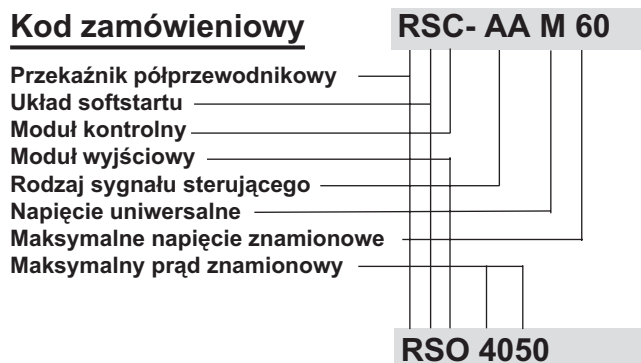 Kod zamówieniowy RSC- AA M 60
Przekaźnik półprzewodnikowy
Układ softstartu
Moduł kontrolny
Moduł wyjściowy
Rodzaj sygnału sterującego
Napięcie uniwersalne
Maksymalne napięcie znamionowe
Maksymalny prąd znamionowy
RSO 4050